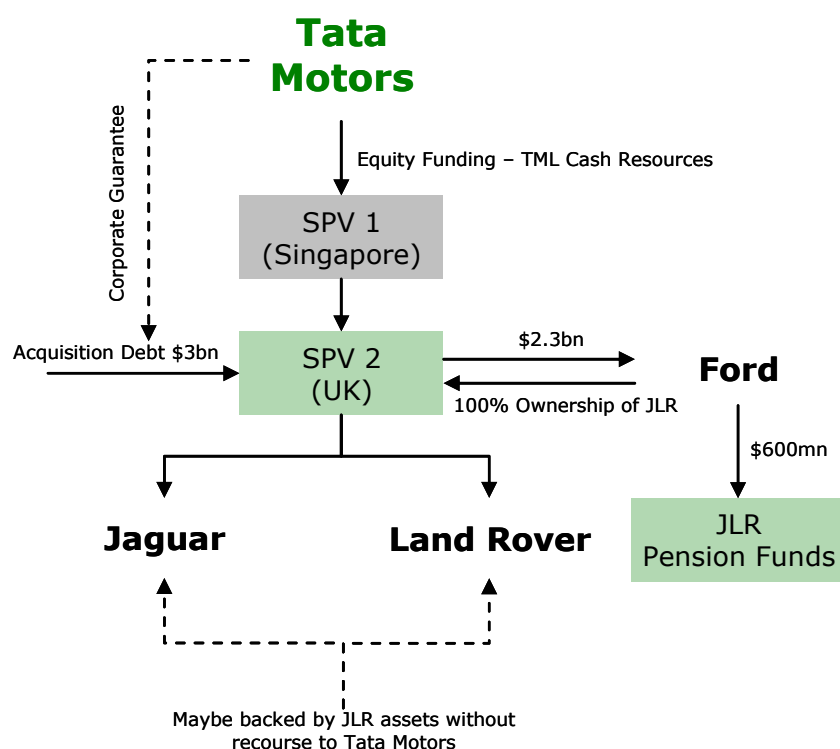 Tata
Motors
Corporate Guarantee
Equity Funding – TML Cash Resources
SPV 1
(Singapore)
Acquisition Debt $3bn
SPV 2
(UK)
$2.3bn
100% Ownership of JLR
Ford
$600mn
Jaguar
Land Rover
JLR
Pension Funds
Maybe backed by JLR assets without
recourse to Tata Motors